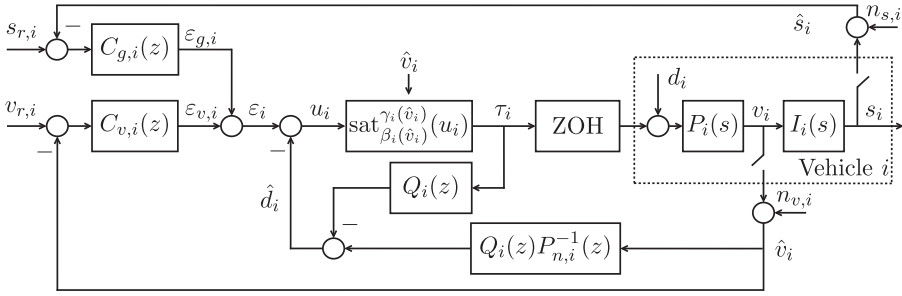 − ŝ_i n_{s,i}
s_{r,i} C_{g,i}(z) ε_{g,i}
v̂_i d_i
v_{r,i} C_{v,i}(z) ε_{v,i} ε_i u_i sat^{γ_i(v̂_i)}_{β_i(v̂_i)}(u_i) τ_i ZOH P_i(s) v_i I_i(s) s_i
− −
Vehicle i
Q_i(z)
d̂_i − n_{v,i}
Q_i(z)P^{-1}_{n,i}(z) v̂_i